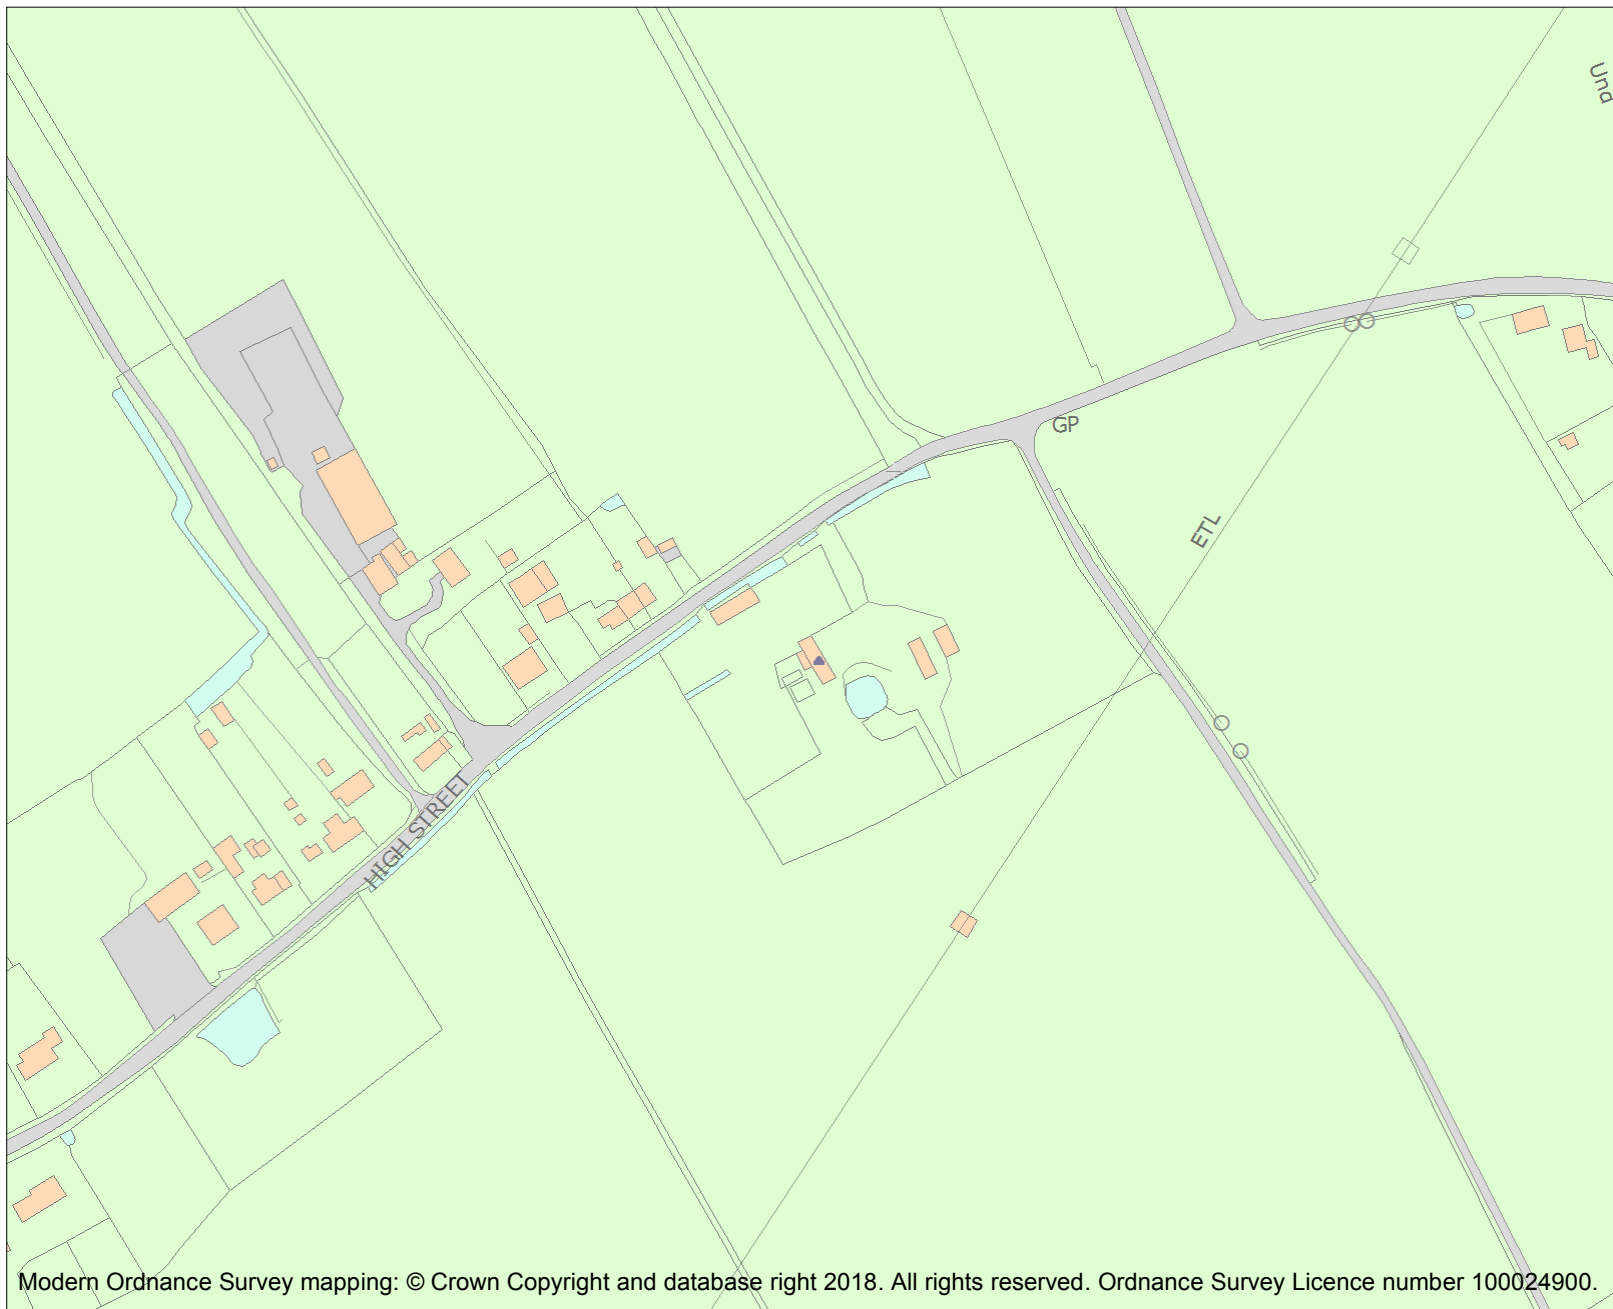 Una
GP
ETL
HIGH STREET
Modern Ordnance Survey mapping: © Crown Copyright and database right 2018. All rights reserved. Ordnance Survey Licence number 100024900.